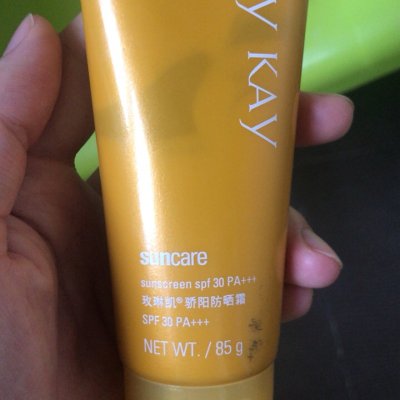 Y KAY
suncare
sunscreen spf 30 PA+++
玫琳凯®骄阳防晒霜
SPF 30 PA+++
NET WT. / 85 g